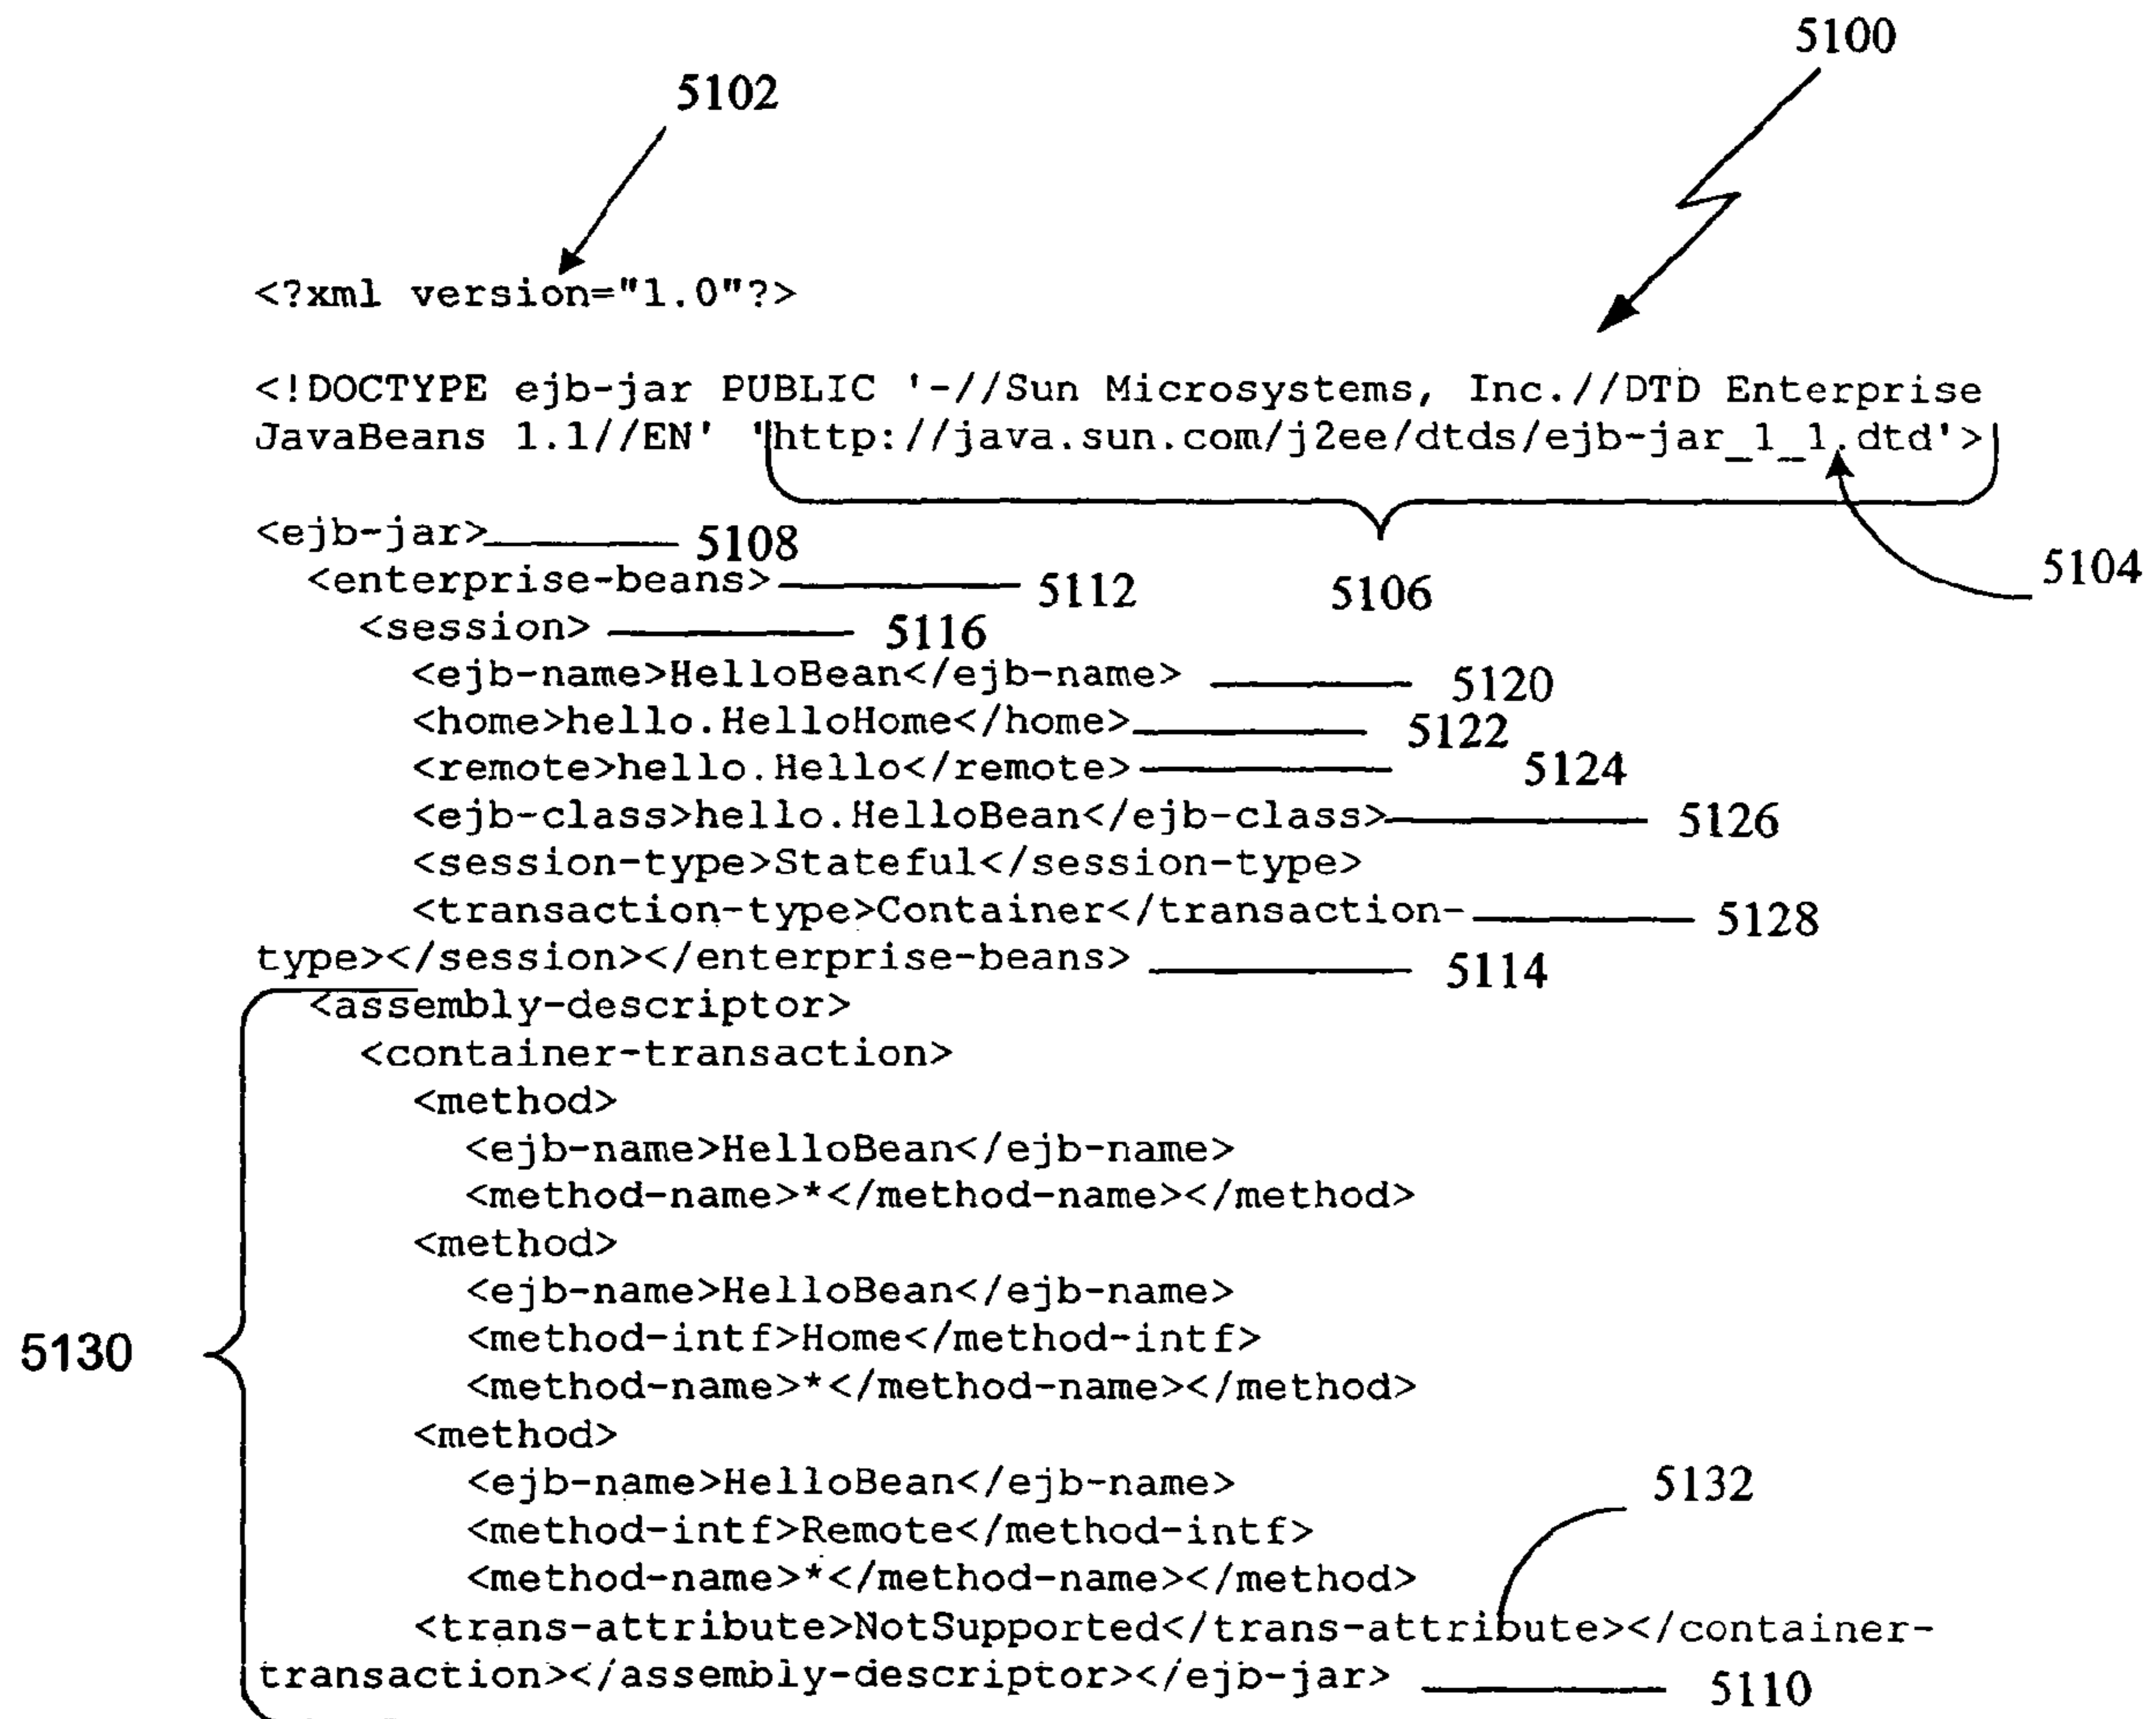 5100
5102
<?xml version="1.0"?>
<!DOCTYPE ejb-jar PUBLIC '-//Sun Microsystems, Inc.//DTD Enterprise
JavaBeans 1.1//EN' 'http://java.sun.com/j2ee/dtds/ejb-jar_1_1.dtd'>
<ejb-jar> 5108
5104
<enterprise-beans> 5112 5106
<session> 5116
<ejb-name>HelloBean</ejb-name> 5120
<home>hello.HelloHome</home> 5122
<remote>hello.Hello</remote> 5124
<ejb-class>hello.HelloBean</ejb-class> 5126
<session-type>Stateful</session-type>
<transaction-type>Container</transaction- 5128
type></session></enterprise-beans> 5114
<assembly-descriptor>
<container-transaction>
<method>
<ejb-name>HelloBean</ejb-name>
<method-name>*</method-name></method>
<method>
<ejb-name>HelloBean</ejb-name>
<method-intf>Home</method-intf>
5130
<method-name>*</method-name></method>
<method>
<ejb-name>HelloBean</ejb-name>
5132
<method-intf>Remote</method-intf>
<method-name>*</method-name></method>
<trans-attribute>NotSupported</trans-attribute></container-
transaction></assembly-descriptor></ejb-jar> 5110